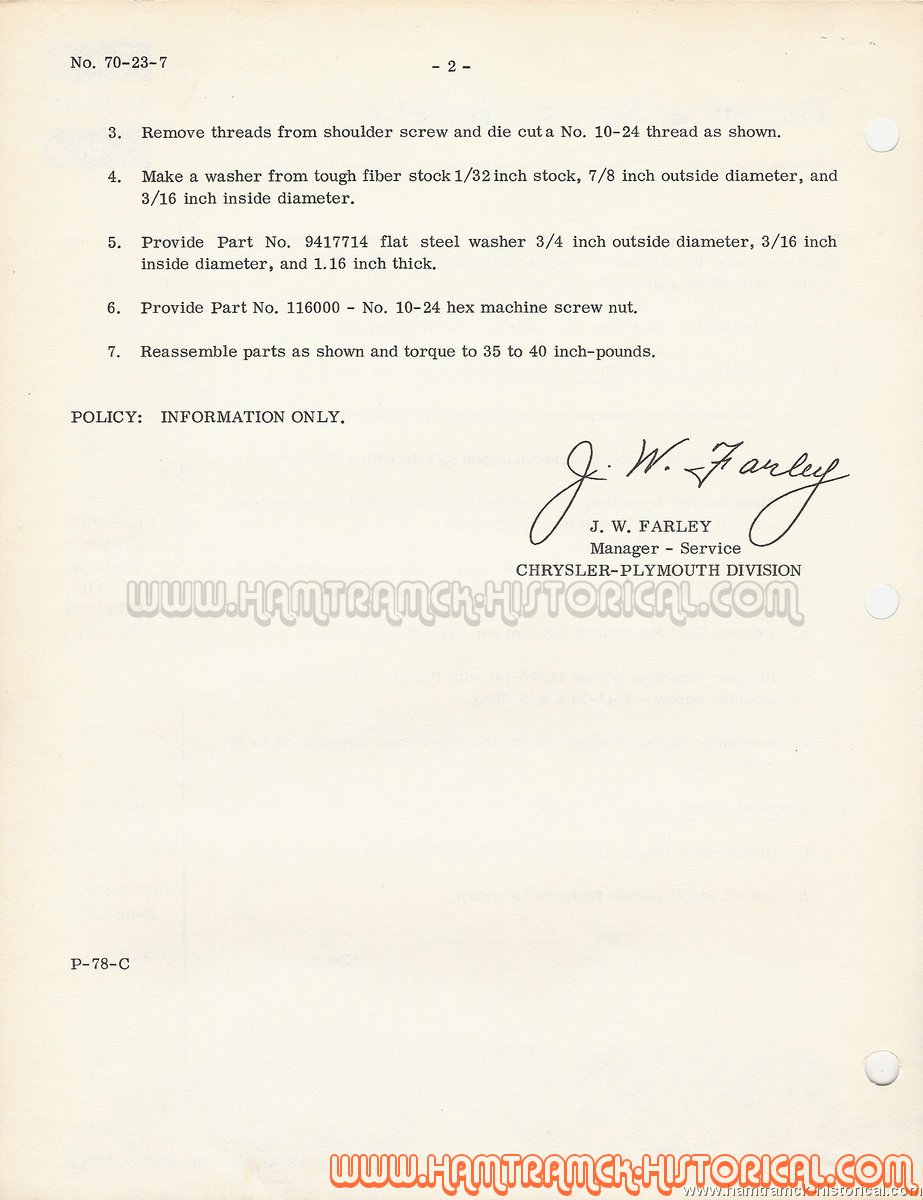 No. 70-23-7
- 2 -
3. Remove threads from shoulder screw and die cut a No. 10-24 thread as shown.
4. Make a washer from tough fiber stock 1/32 inch stock, 7/8 inch outside diameter, and
3/16 inch inside diameter.
5. Provide Part No. 9417714 flat steel washer 3/4 inch outside diameter, 3/16 inch
inside diameter, and 1.16 inch thick.
6. Provide Part No. 116000 - No. 10-24 hex machine screw nut.
7. Reassemble parts as shown and torque to 35 to 40 inch-pounds.
POLICY: INFORMATION ONLY.
J. W. Farley
J. W. FARLEY
Manager - Service
CHRYSLER-PLYMOUTH DIVISION
WWW.HAMTRAMCK-HISTORICAL.COM
P-78-C
WWW.HAMTRAMCK-HISTORICAL.COM
www.hamtramck-historical.com